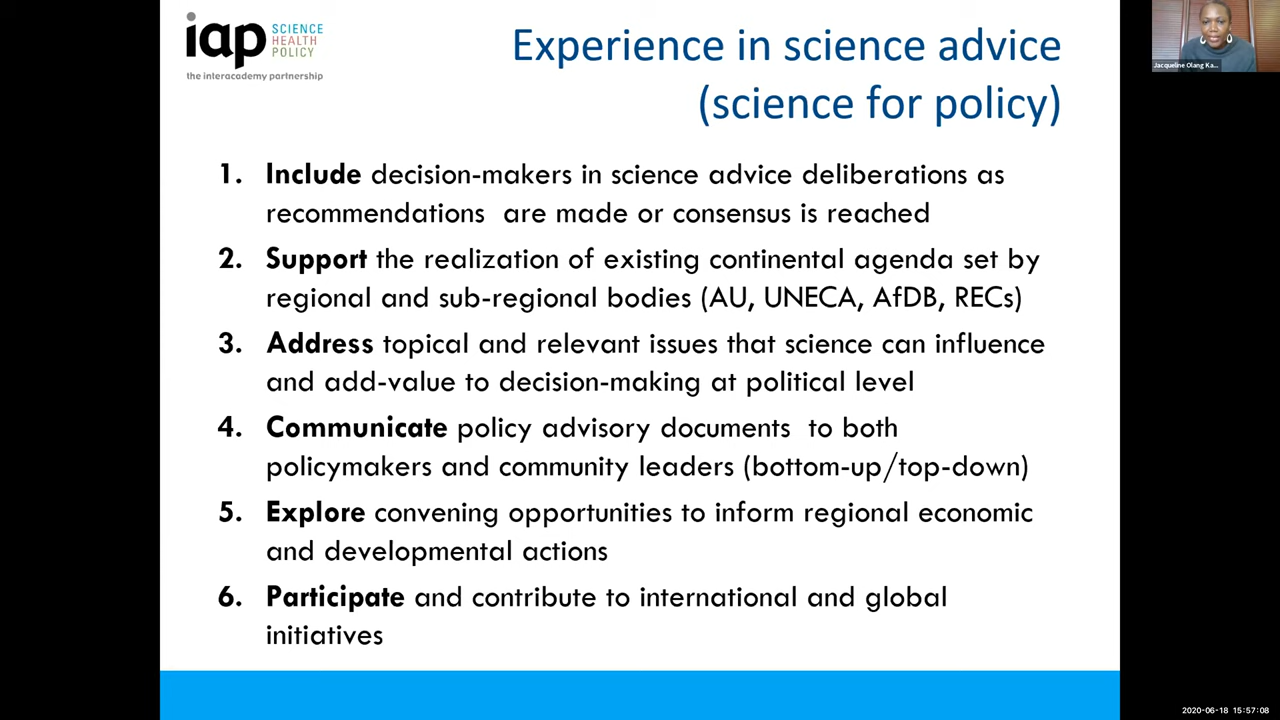 iap SCIENCE
HEALTH
POLICY
the interacademy partnership
Experience in science advice
(science for policy)
1. Include decision-makers in science advice deliberations as
recommendations are made or consensus is reached
2. Support the realization of existing continental agenda set by
regional and sub-regional bodies (AU, UNECA, AfDB, RECs)
3. Address topical and relevant issues that science can influence
and add-value to decision-making at political level
4. Communicate policy advisory documents to both
policymakers and community leaders (bottom-up/top-down)
5. Explore convening opportunities to inform regional economic
and developmental actions
6. Participate and contribute to international and global
initiatives
Jacqueline Olang Ka...
2020-06-18 15:57:08